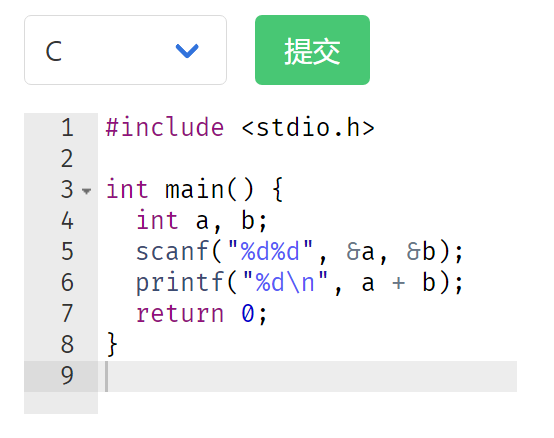 C 提交
1 #include <stdio.h>
2
3 int main() {
4   int a, b;
5   scanf("%d%d", &a, &b);
6   printf("%d\n", a + b);
7   return 0;
8 }
9